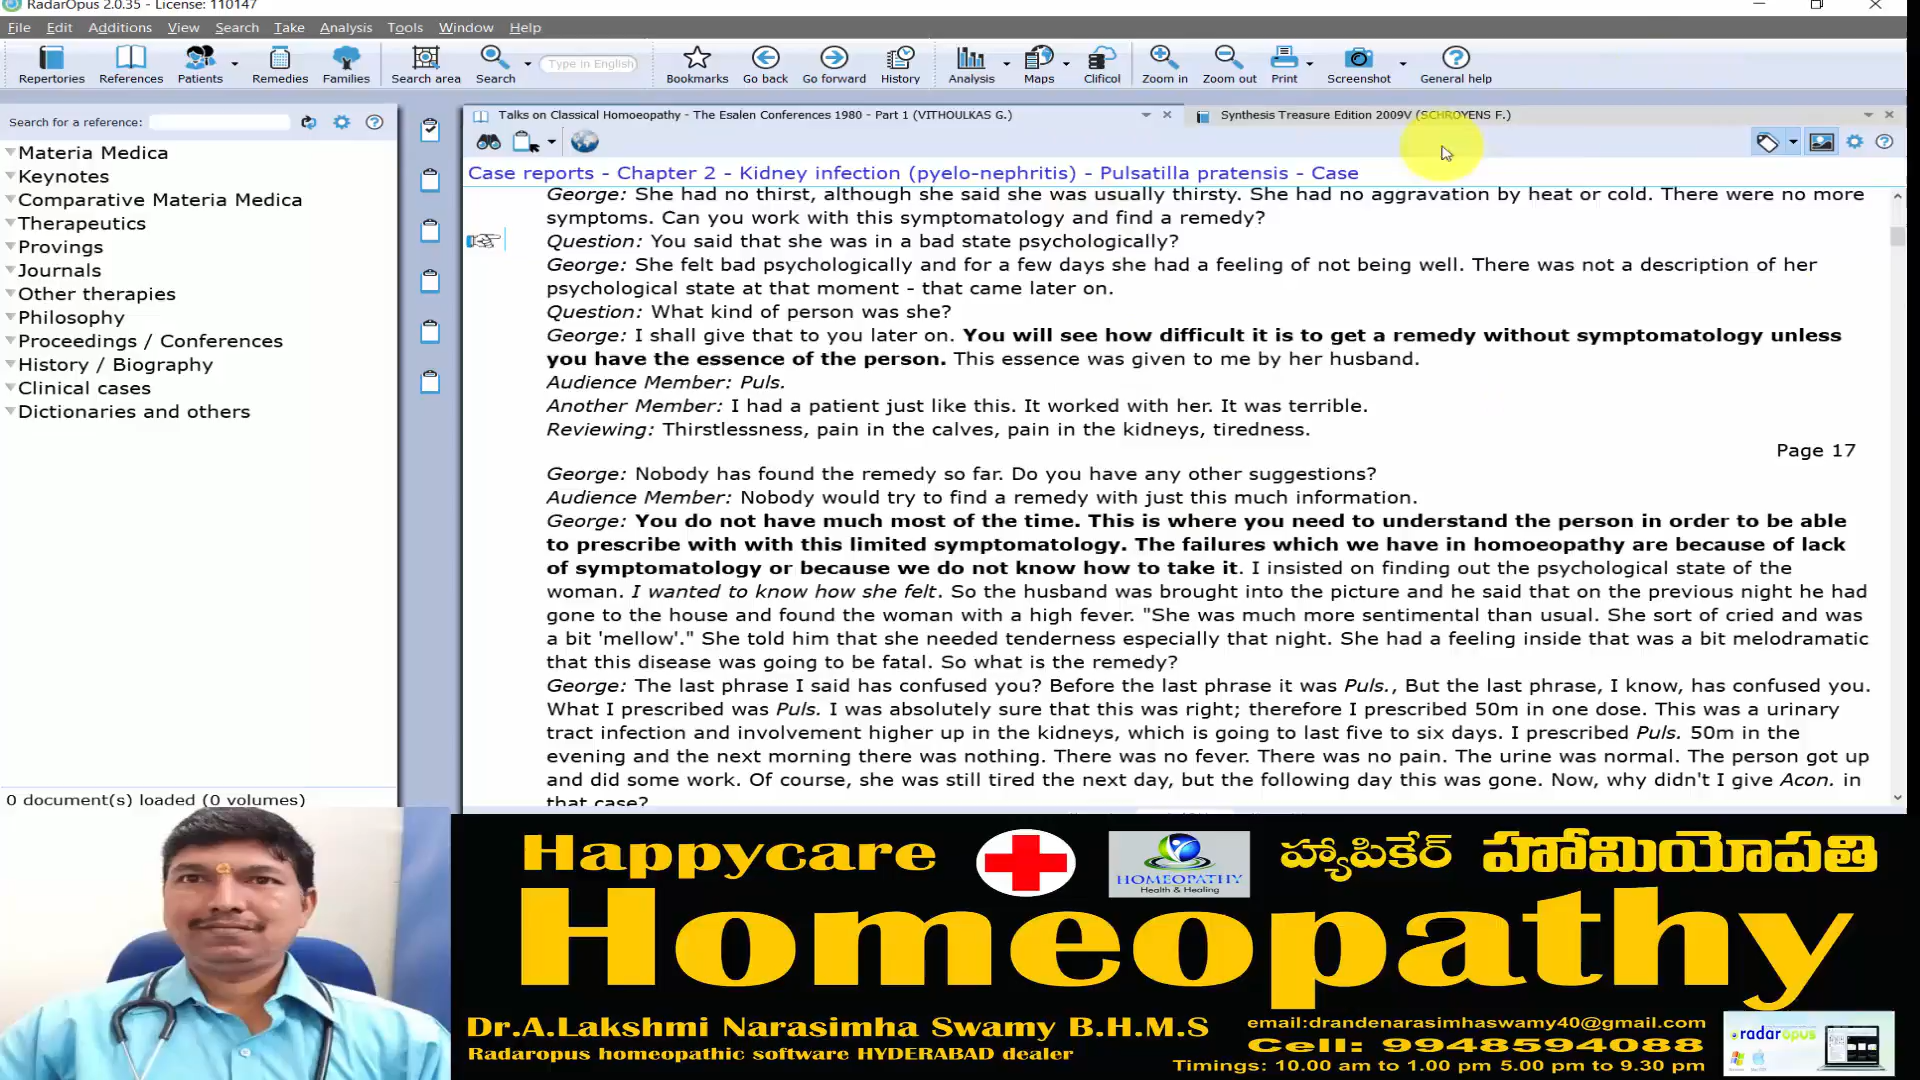 RadarOpus 2.0.35 - License: 110147
File Edit Additions View Search Take Analysis Tools Window Help
Repertories References Patients Remedies Families Search area Search Type in English Bookmarks Go back Go forward History Analysis Maps Clificol Zoom in Zoom out Print Screenshot General help
Search for a reference:
Talks on Classical Homoeopathy - The Esalen Conferences 1980 - Part 1 (VITHOULKAS G.)
Synthesis Treasure Edition 2009V (SCHROYENS F.)
Materia Medica
Keynotes
Comparative Materia Medica
Therapeutics
Provings
Journals
Other therapies
Philosophy
Proceedings / Conferences
History / Biography
Clinical cases
Dictionaries and others
0 document(s) loaded (0 volumes)
Case reports - Chapter 2 - Kidney infection (pyelo-nephritis) - Pulsatilla pratensis - Case
George: She had no thirst, although she said she was usually thirsty. She had no aggravation by heat or cold. There were no more
symptoms. Can you work with this symptomatology and find a remedy?
Question: You said that she was in a bad state psychologically?
George: She felt bad psychologically and for a few days she had a feeling of not being well. There was not a description of her
psychological state at that moment - that came later on.
Question: What kind of person was she?
George: I shall give that to you later on. You will see how difficult it is to get a remedy without symptomatology unless
you have the essence of the person. This essence was given to me by her husband.
Audience Member: Puls.
Another Member: I had a patient just like this. It worked with her. It was terrible.
Reviewing: Thirstlessness, pain in the calves, pain in the kidneys, tiredness.
Page 17
George: Nobody has found the remedy so far. Do you have any other suggestions?
Audience Member: Nobody would try to find a remedy with just this much information.
George: You do not have much most of the time. This is where you need to understand the person in order to be able
to prescribe with with this limited symptomatology. The failures which we have in homoeopathy are because of lack
of symptomatology or because we do not know how to take it. I insisted on finding out the psychological state of the
woman. I wanted to know how she felt. So the husband was brought into the picture and he said that on the previous night he had
gone to the house and found the woman with a high fever. "She was much more sentimental than usual. She sort of cried and was
a bit 'mellow'." She told him that she needed tenderness especially that night. She had a feeling inside that was a bit melodramatic
that this disease was going to be fatal. So what is the remedy?
George: The last phrase I said has confused you? Before the last phrase it was Puls., But the last phrase, I know, has confused you.
What I prescribed was Puls. I was absolutely sure that this was right; therefore I prescribed 50m in one dose. This was a urinary
tract infection and involvement higher up in the kidneys, which is going to last five to six days. I prescribed Puls. 50m in the
evening and the next morning there was nothing. There was no fever. There was no pain. The urine was normal. The person got up
and did some work. Of course, she was still tired the next day, but the following day this was gone. Now, why didn't I give Acon. in
that case?
Happycare
HOMEOPATHY
Health & Healing
హ్యాపికేర్ హోమియోపతి
Homeopathy
Dr.A.Lakshmi Narasimha Swamy B.H.M.S
Radaropus homeopathic software HYDERABAD dealer
email:drandenarasimhaswamy40@gmail.com
Cell: 9948594088
Timings: 10.00 am to 1.00 pm 5.00 pm to 9.30 pm
radaropus